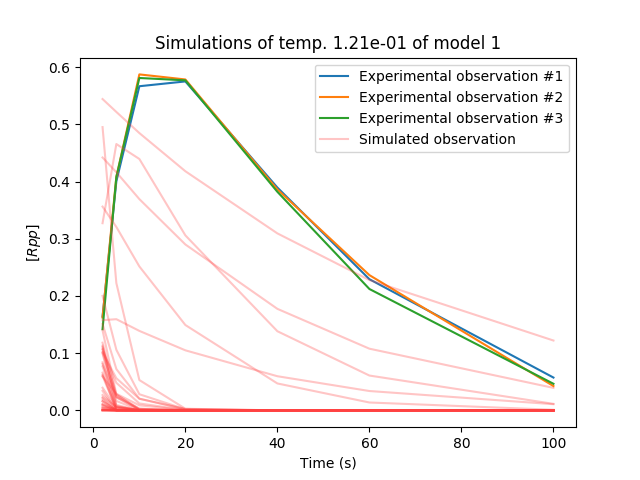 Simulations of temp. 1.21e-01 of model 1
Experimental observation #1
Experimental observation #2
Experimental observation #3
Simulated observation
[Rpp]
0.6
0.5
0.4
0.3
0.2
0.1
0.0
0 20 40 60 80 100
Time (s)